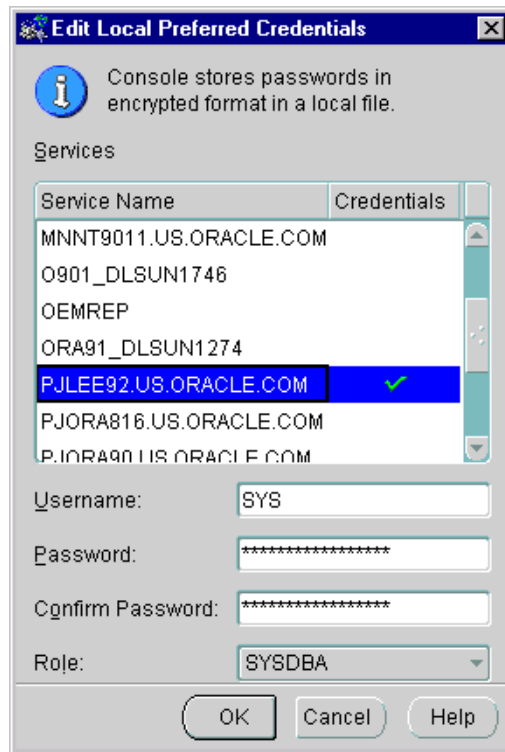 Edit Local Preferred Credentials
Console stores passwords in
encrypted format in a local file.
Services
Service Name Credentials
MNNT9011.US.ORACLE.COM
O901_DLSUN1746
OEMREP
ORA91_DLSUN1274
PJLEE92.US.ORACLE.COM
PJORA816.US.ORACLE.COM
PJORA90.US.ORACLE.COM
Username: SYS
Password: *****************
Confirm Password: *****************
Role: SYSDBA
OK Cancel Help